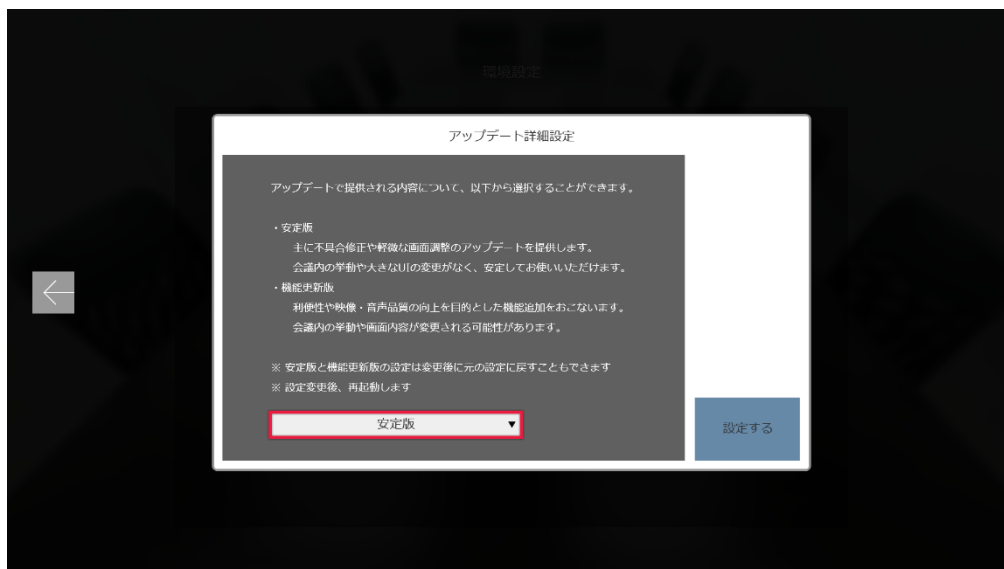 環境設定
アップデート詳細設定
アップデートで提供される内容について、以下から選択することができます。
・安定版
主に不具合修正や軽微な画面調整のアップデートを提供します。
会議内の挙動や大きなUIの変更がなく、安定してお使いいただけます。
・機能更新版
利便性や映像・音声品質の向上を目的とした機能追加をおこないます。
会議内の挙動や画面内容が変更される可能性があります。
※ 安定版と機能更新版の設定は変更後に元の設定に戻すこともできます
※ 設定変更後、再起動します
安定版 ▼
設定する